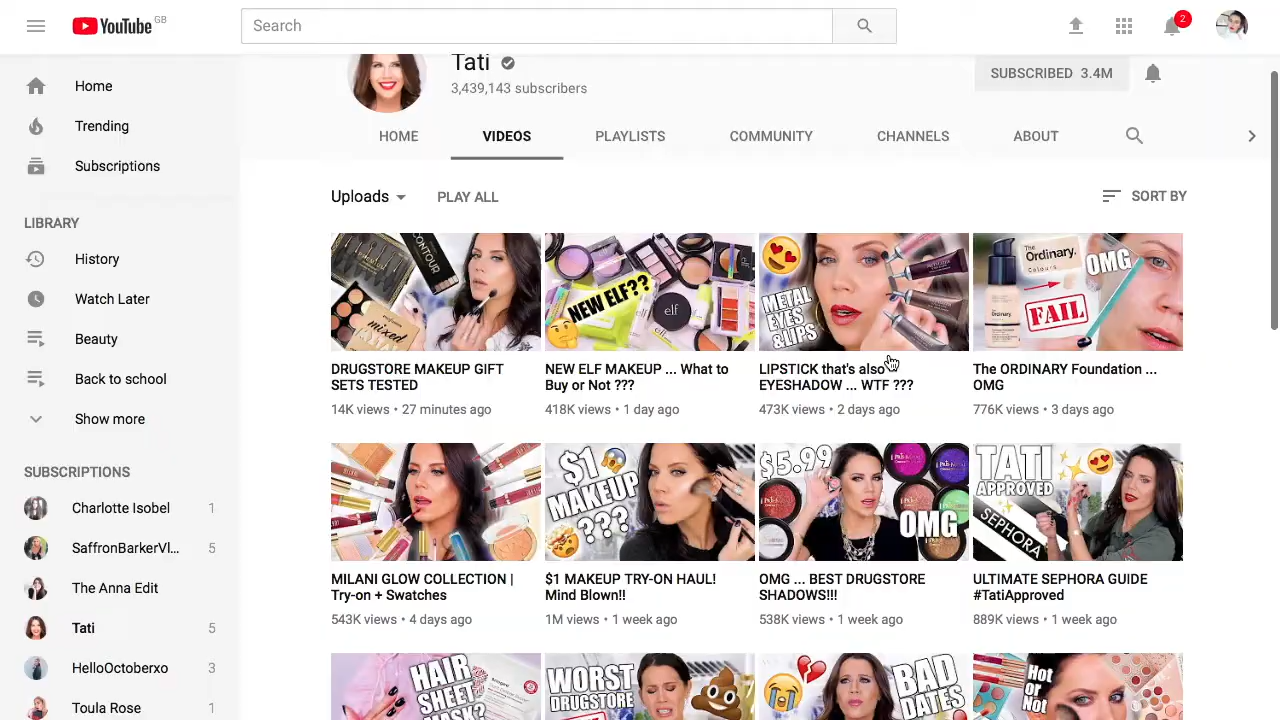 YouTube GB
Search
2
Tati
3,439,143 subscribers
SUBSCRIBED 3.4M
HOME VIDEOS PLAYLISTS COMMUNITY CHANNELS ABOUT
Home
Trending
Subscriptions
LIBRARY
History
Watch Later
Beauty
Back to school
Show more
SUBSCRIPTIONS
Charlotte Isobel 1
SaffronBarkerVl... 5
The Anna Edit
Tati 5
HelloOctoberxo 3
Toula Rose 1
Uploads PLAY ALL SORT BY
CONTOUR
mixed
NEW ELF??
elf
METAL
EYES
&LIPS
The
Ordinary.
Colours
OMG
FAIL
DRUGSTORE MAKEUP GIFT
SETS TESTED
14K views • 27 minutes ago
NEW ELF MAKEUP ... What to
Buy or Not ???
418K views • 1 day ago
LIPSTICK that's also
EYESHADOW ... WTF ???
473K views • 2 days ago
The ORDINARY Foundation ...
OMG
776K views • 3 days ago
$1
MAKEUP
???
$5.99
OMG
TATI
APPROVED
SEPHORA
MILANI GLOW COLLECTION |
Try-on + Swatches
543K views • 4 days ago
$1 MAKEUP TRY-ON HAUL!
Mind Blown!!
1M views • 1 week ago
OMG ... BEST DRUGSTORE
SHADOWS!!!
538K views • 1 week ago
ULTIMATE SEPHORA GUIDE
#TatiApproved
889K views • 1 week ago
HAIR
SHEET
MASK?
WORST
DRUGSTORE
BAD
DATES
Hot
or
Not